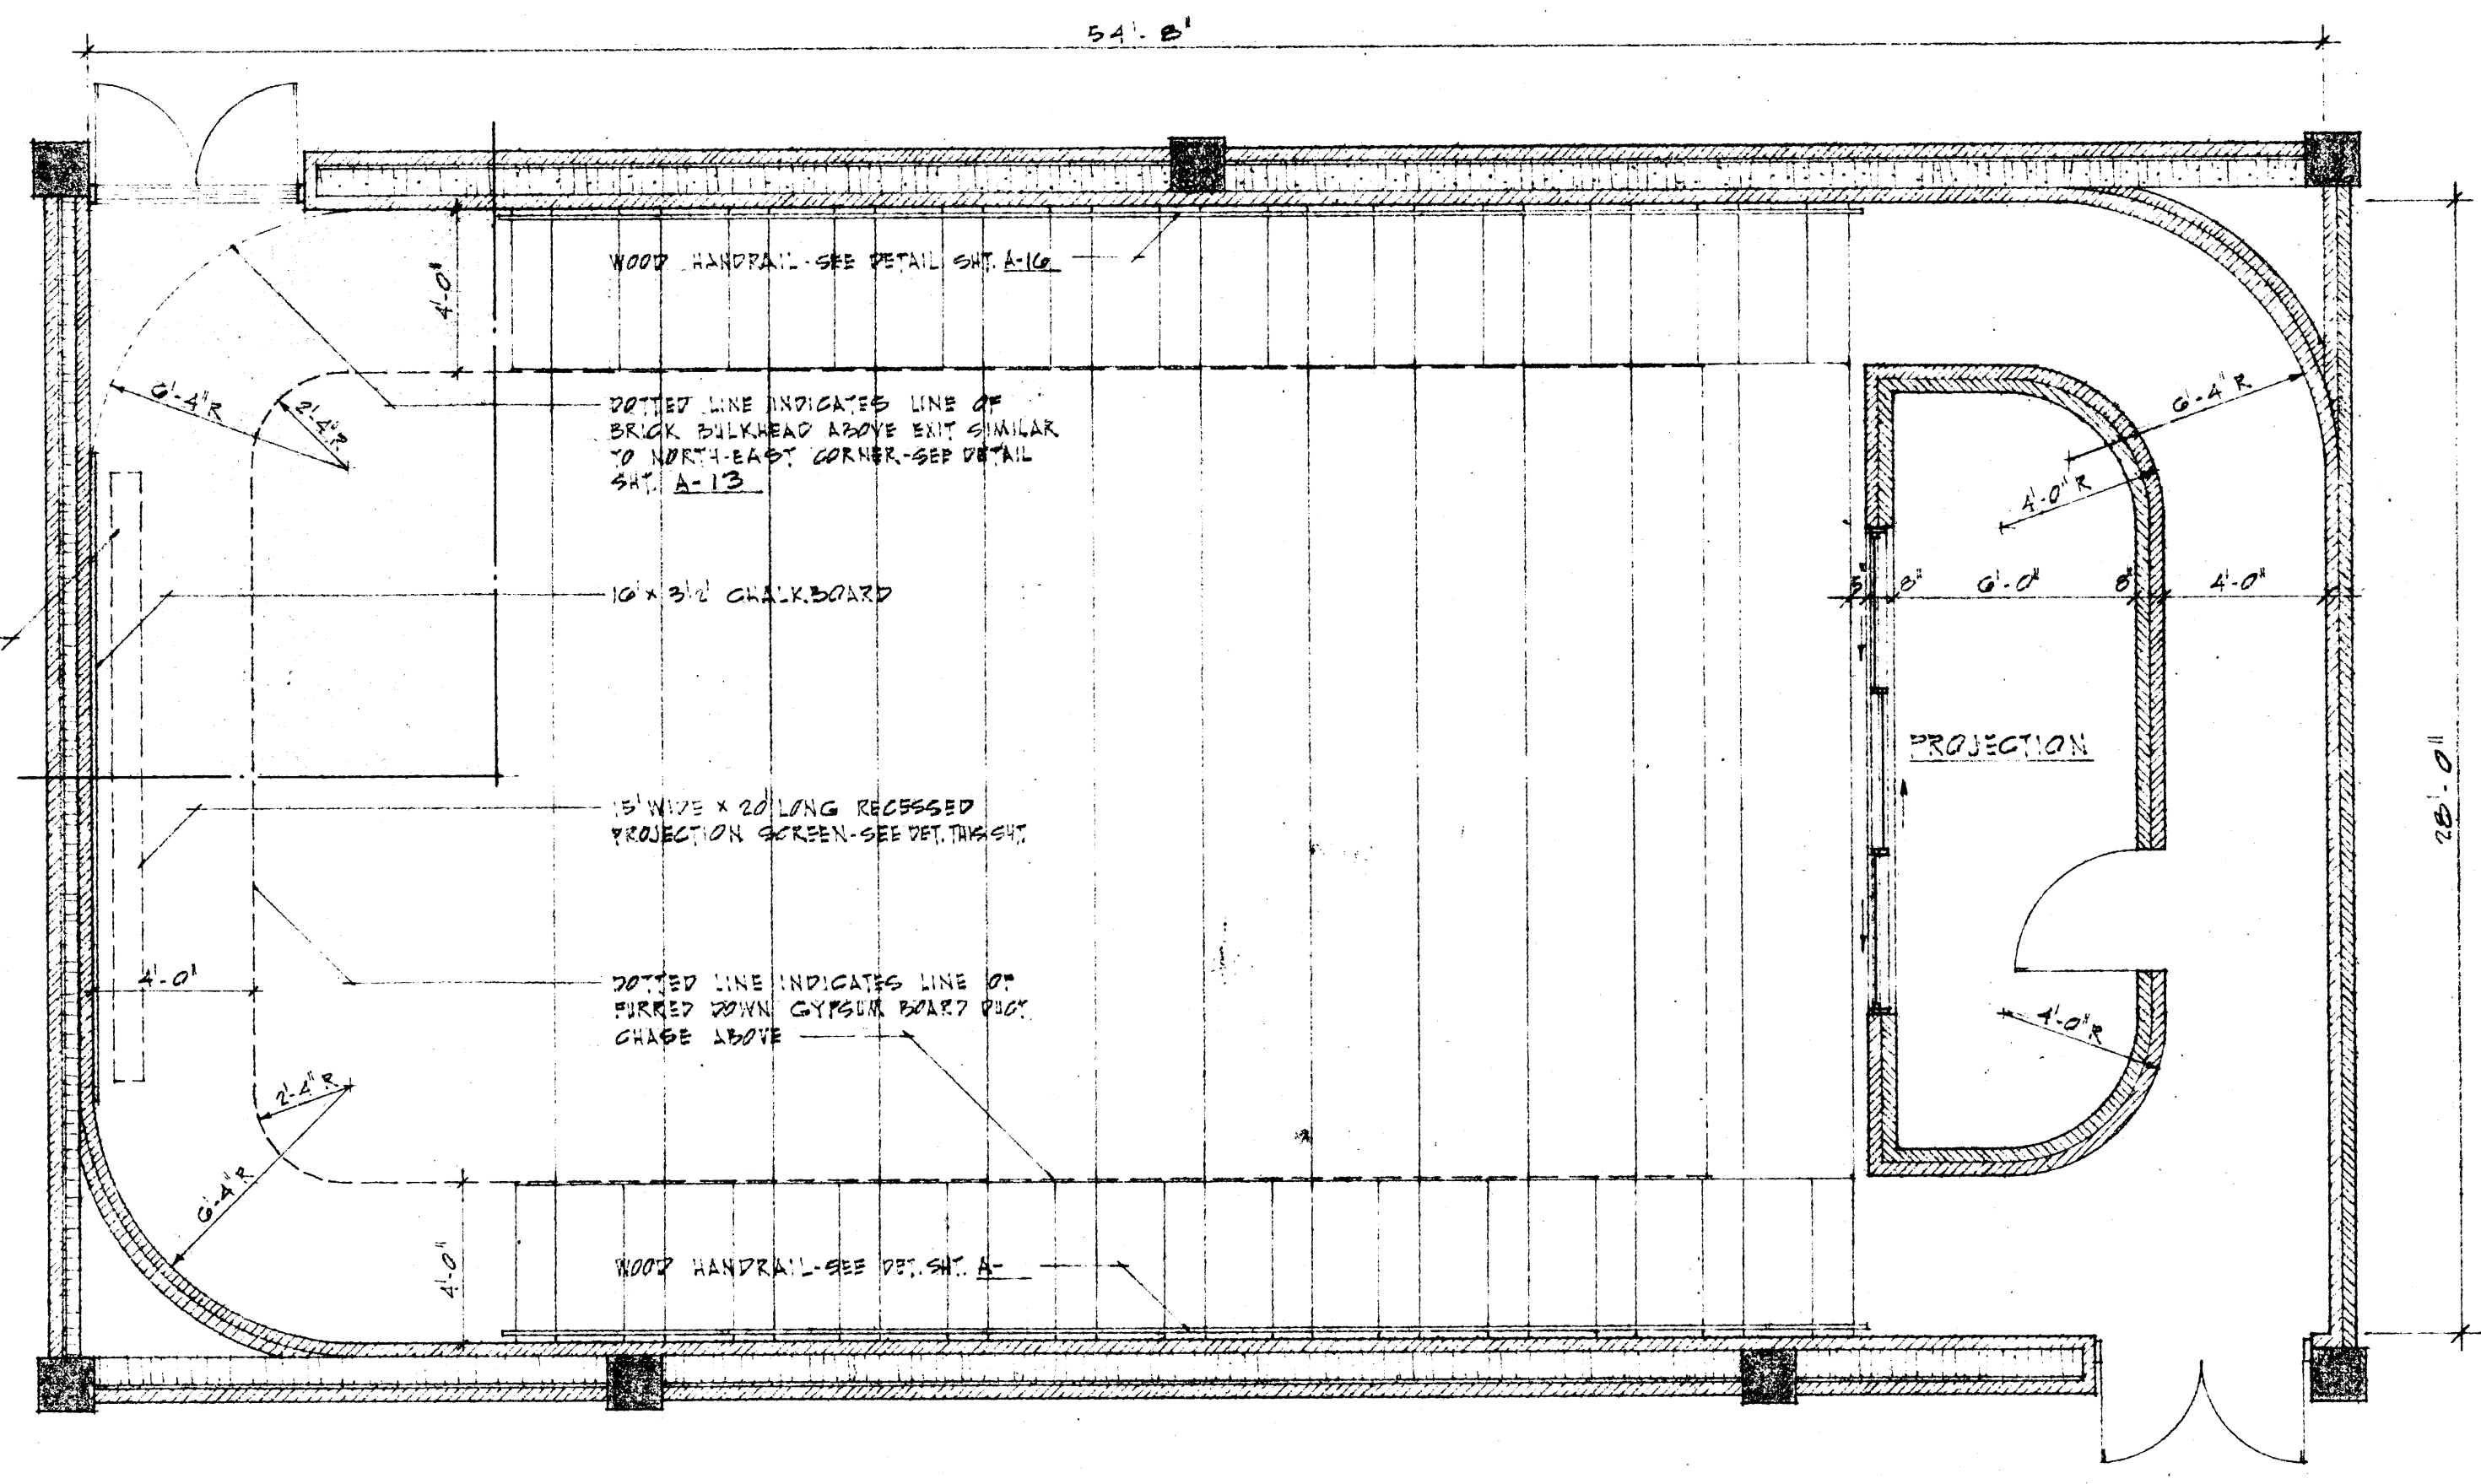 54'-8"
WOOD HANDRAIL-SEE DETAIL SHT. A-16
4'-0"
6'-4"R
2'-4"R
DOTTED LINE INDICATES LINE OF
BRICK BULKHEAD ABOVE EXIT SIMILAR
TO NORTH-EAST CORNER-SEE DETAIL
SHT. A-13
6'-4"R
4'-0"R
16' x 3½' CHALKBOARD
5"
8"
6'-0"
8"
4'-0"
PROJECTION
28'-0"
15' WIDE x 20' LONG RECESSED
PROJECTION SCREEN-SEE DET. THIS SHT.
4'-0"
DOTTED LINE INDICATES LINE OF
FURRED DOWN GYPSUM BOARD DUCT
CHASE ABOVE
4'-0"R
2'-4"R
6'-4"R
4'-0"
WOOD HANDRAIL-SEE DET. SHT. A-